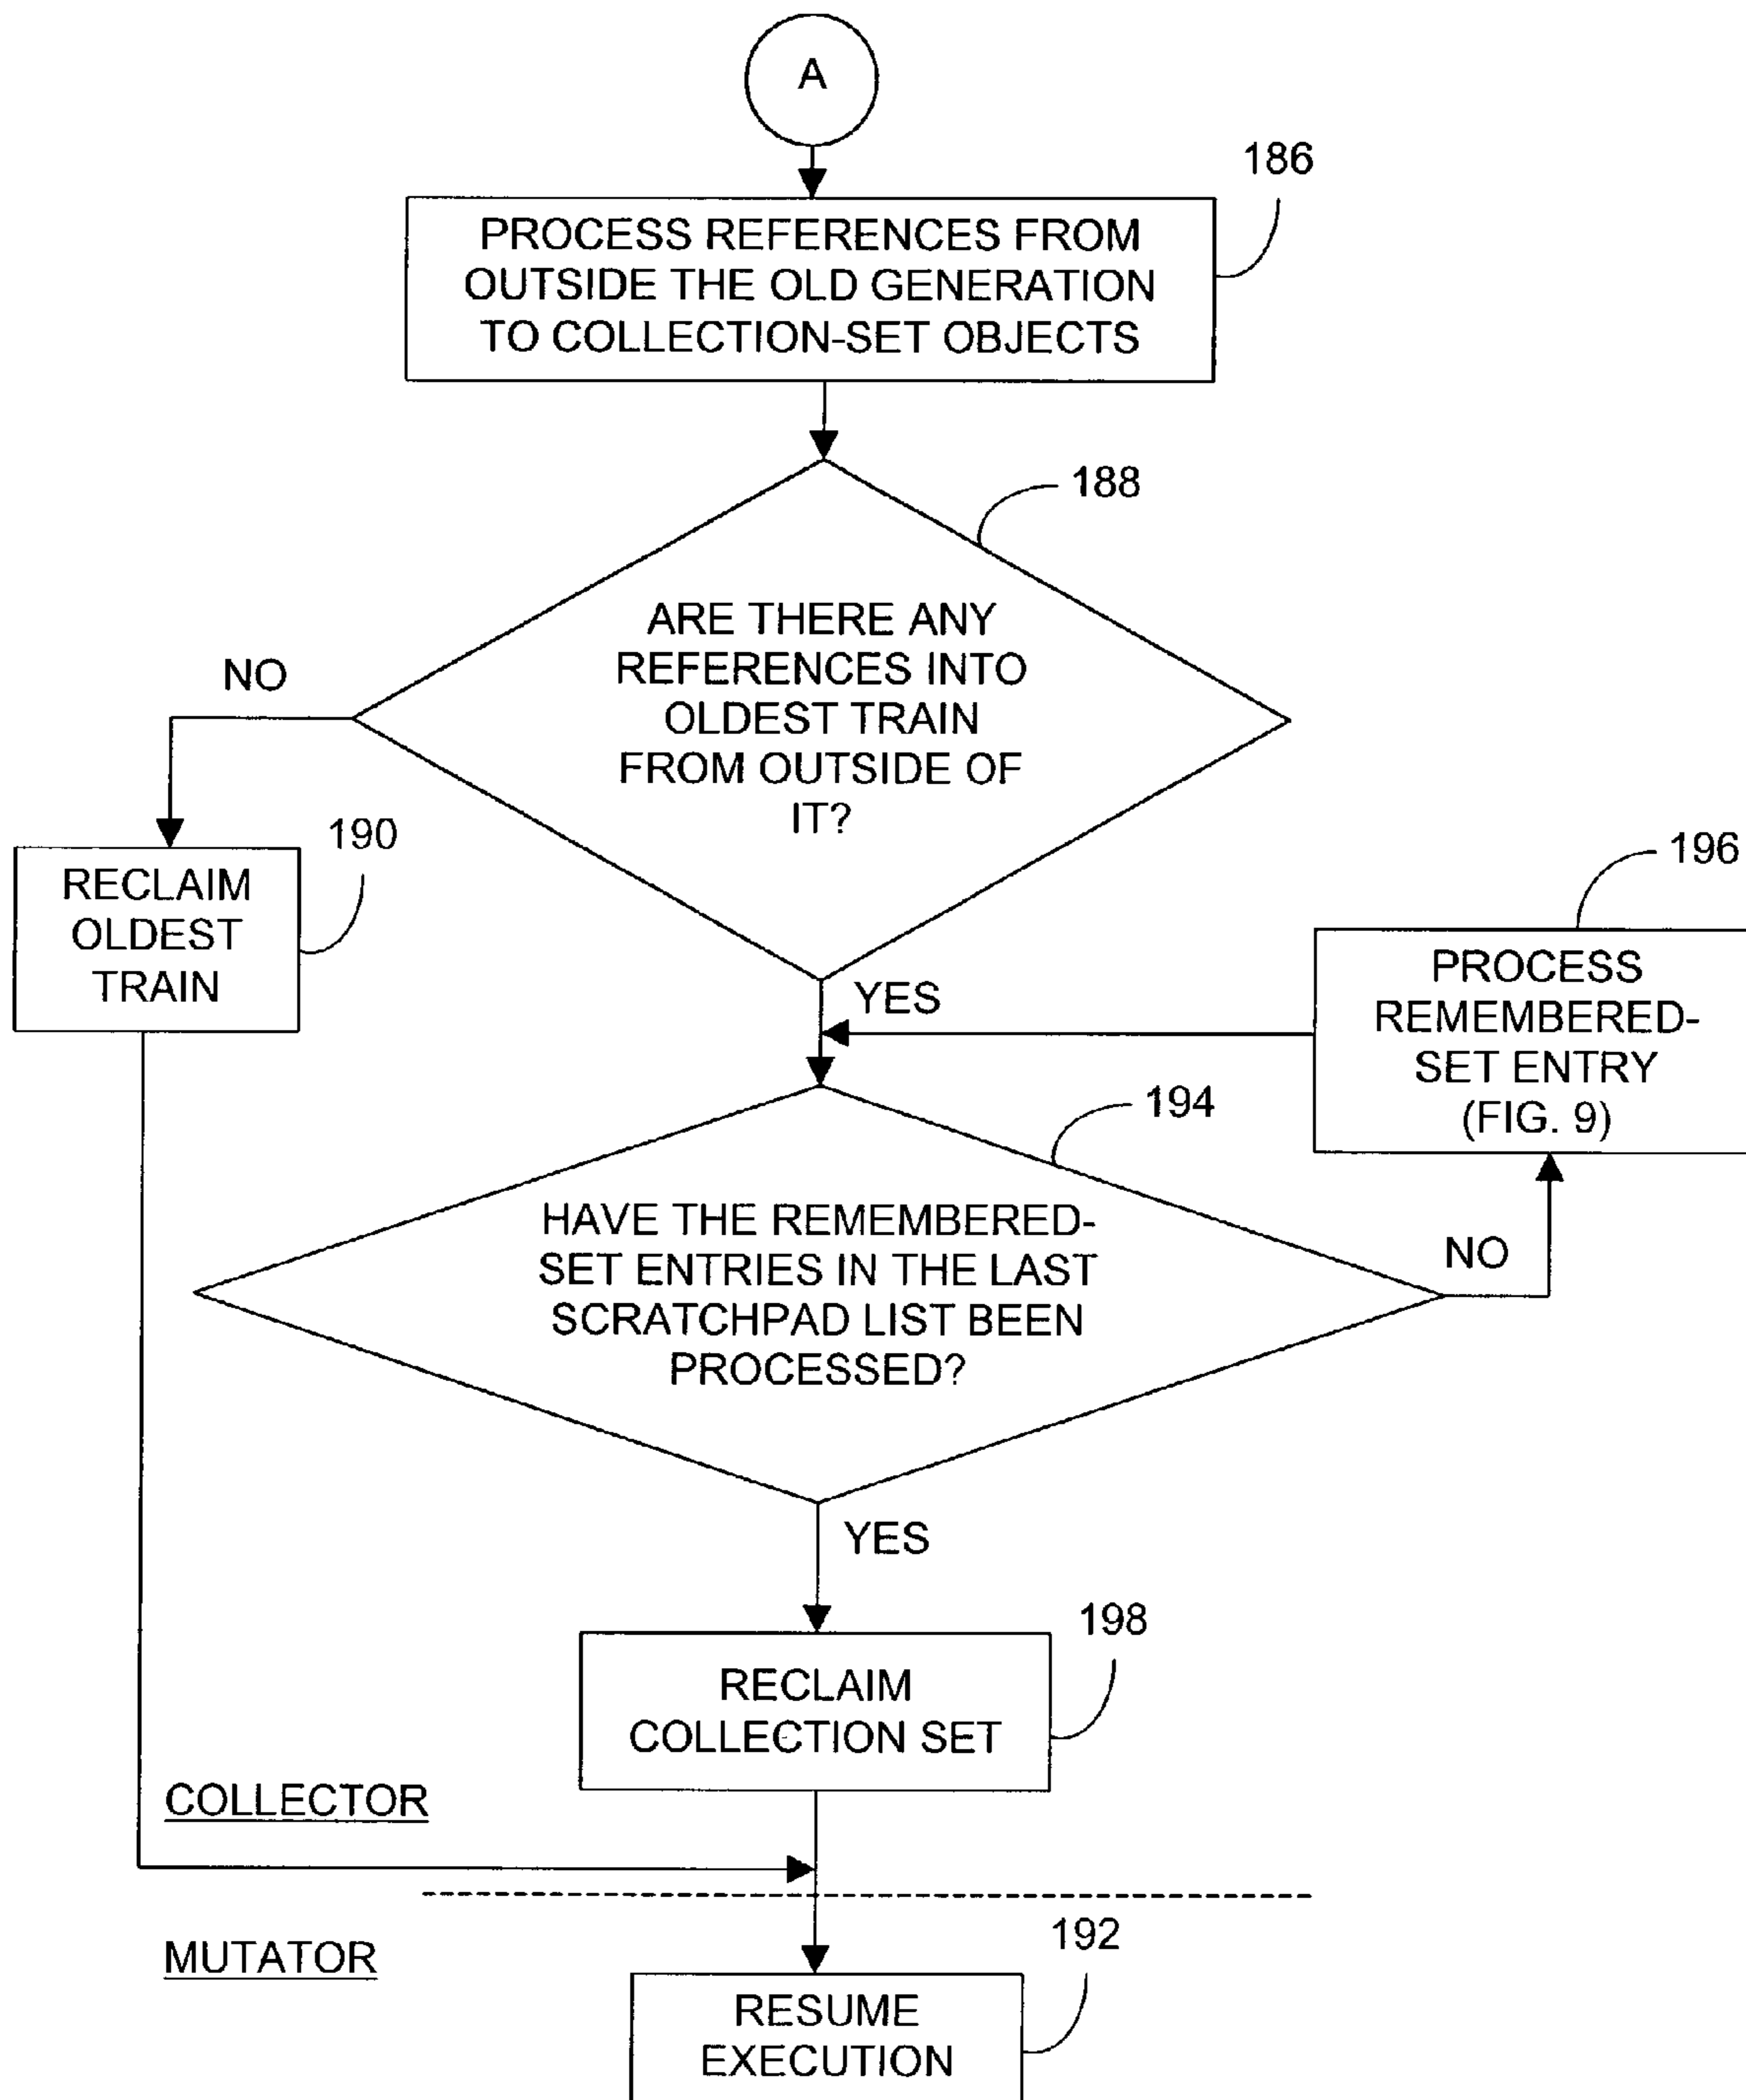 A
186
PROCESS REFERENCES FROM
OUTSIDE THE OLD GENERATION
TO COLLECTION-SET OBJECTS
188
ARE THERE ANY
REFERENCES INTO
OLDEST TRAIN
FROM OUTSIDE OF
IT?
NO
190
RECLAIM
OLDEST
TRAIN
YES
196
PROCESS
REMEMBERED-
SET ENTRY
(FIG. 9)
194
HAVE THE REMEMBERED-
SET ENTRIES IN THE LAST
SCRATCHPAD LIST BEEN
PROCESSED?
NO
YES
198
RECLAIM
COLLECTION SET
COLLECTOR
MUTATOR
192
RESUME
EXECUTION